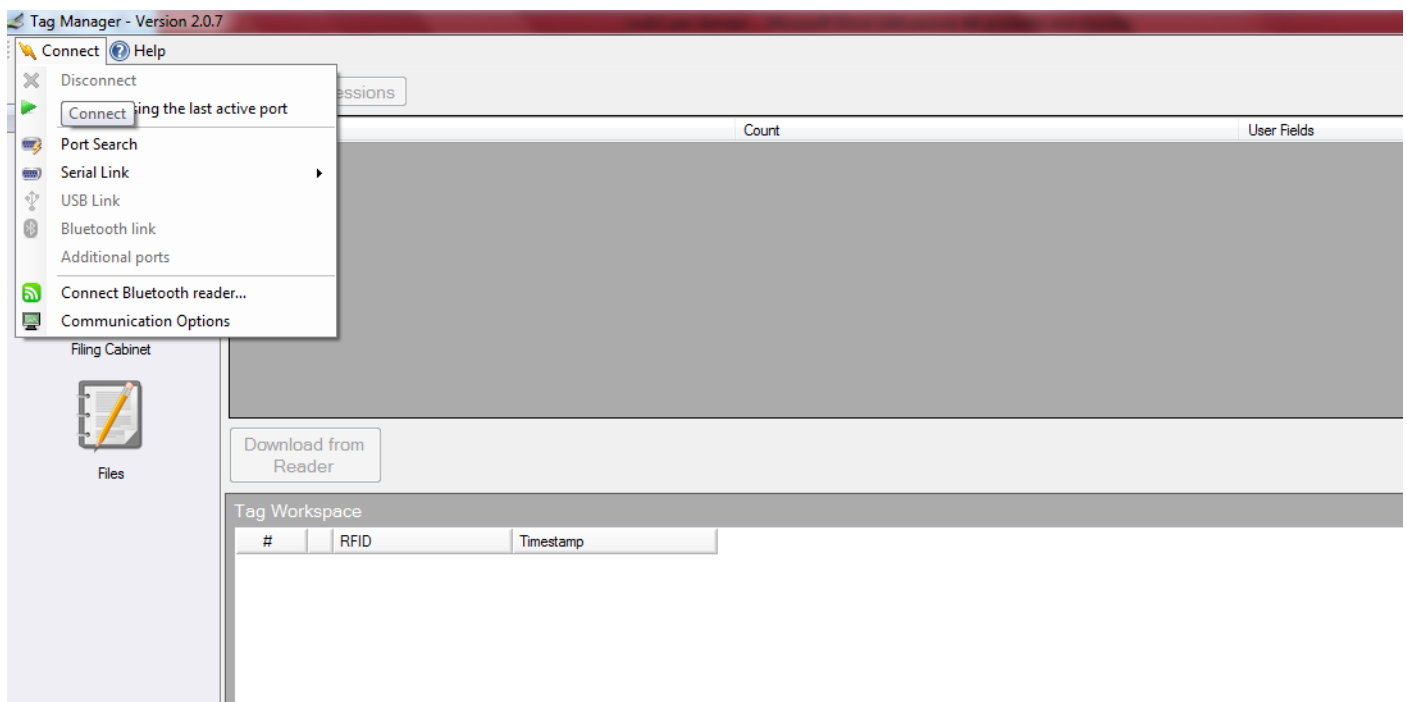 Tag Manager - Version 2.0.7
Connect Help
Disconnect
essions
ing the last active port
Connect
Count User Fields
Port Search
Serial Link
USB Link
Bluetooth link
Additional ports
Connect Bluetooth reader...
Communication Options
Filing Cabinet
Files
Download from
Reader
Tag Workspace
# RFID Timestamp